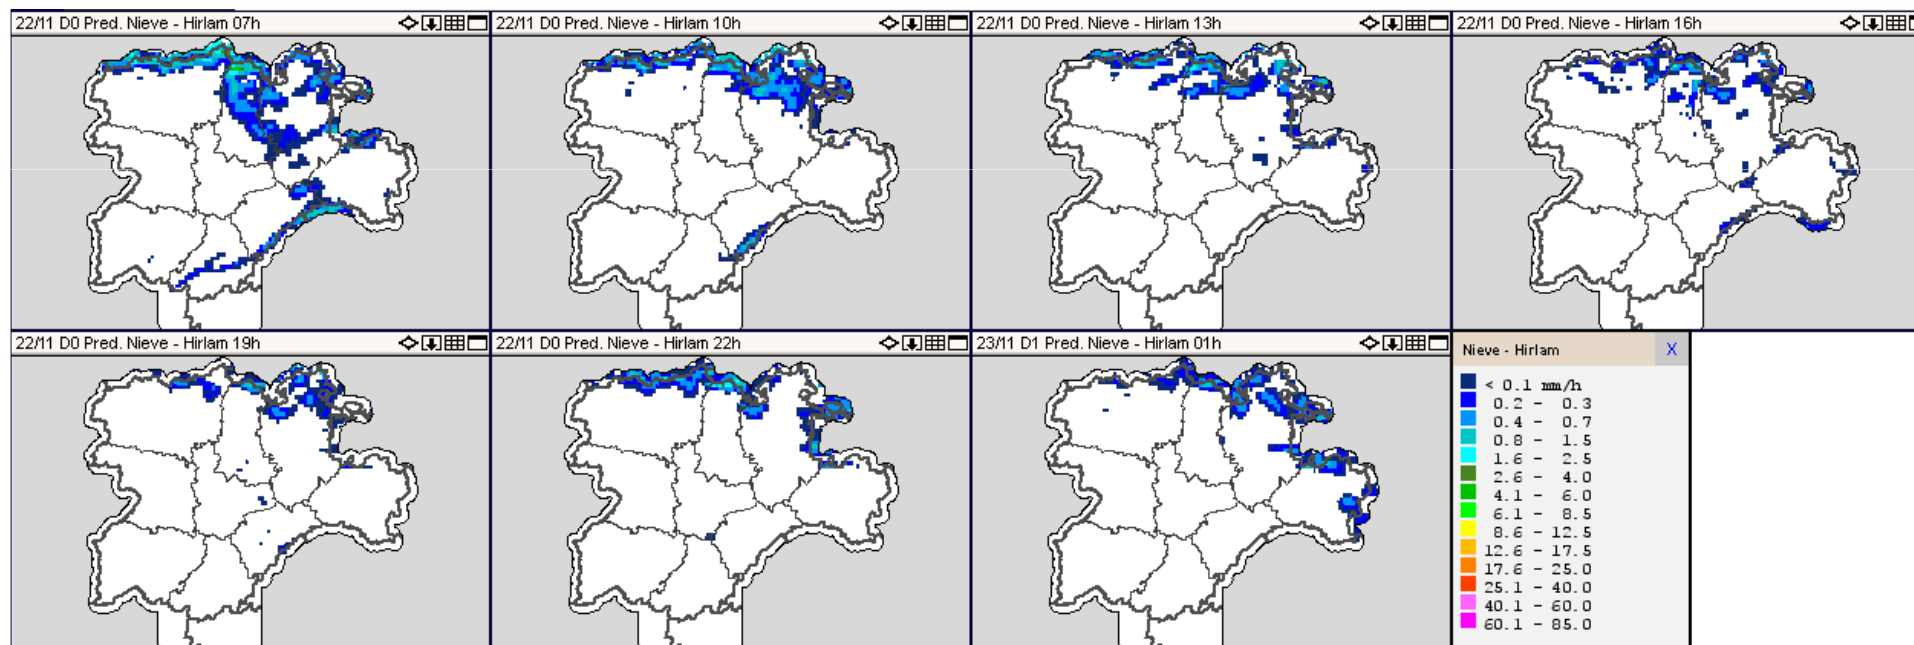 22/11 D0 Pred. Nieve - Hirlam 07h
22/11 D0 Pred. Nieve - Hirlam 10h
22/11 D0 Pred. Nieve - Hirlam 13h
22/11 D0 Pred. Nieve - Hirlam 16h
22/11 D0 Pred. Nieve - Hirlam 19h
22/11 D0 Pred. Nieve - Hirlam 22h
23/11 D1 Pred. Nieve - Hirlam 01h
Nieve - Hirlam X
< 0.1 mm/h
0.2 - 0.3
0.4 - 0.7
0.8 - 1.5
1.6 - 2.5
2.6 - 4.0
4.1 - 6.0
6.1 - 8.5
8.6 - 12.5
12.6 - 17.5
17.6 - 25.0
25.1 - 40.0
40.1 - 60.0
60.1 - 85.0